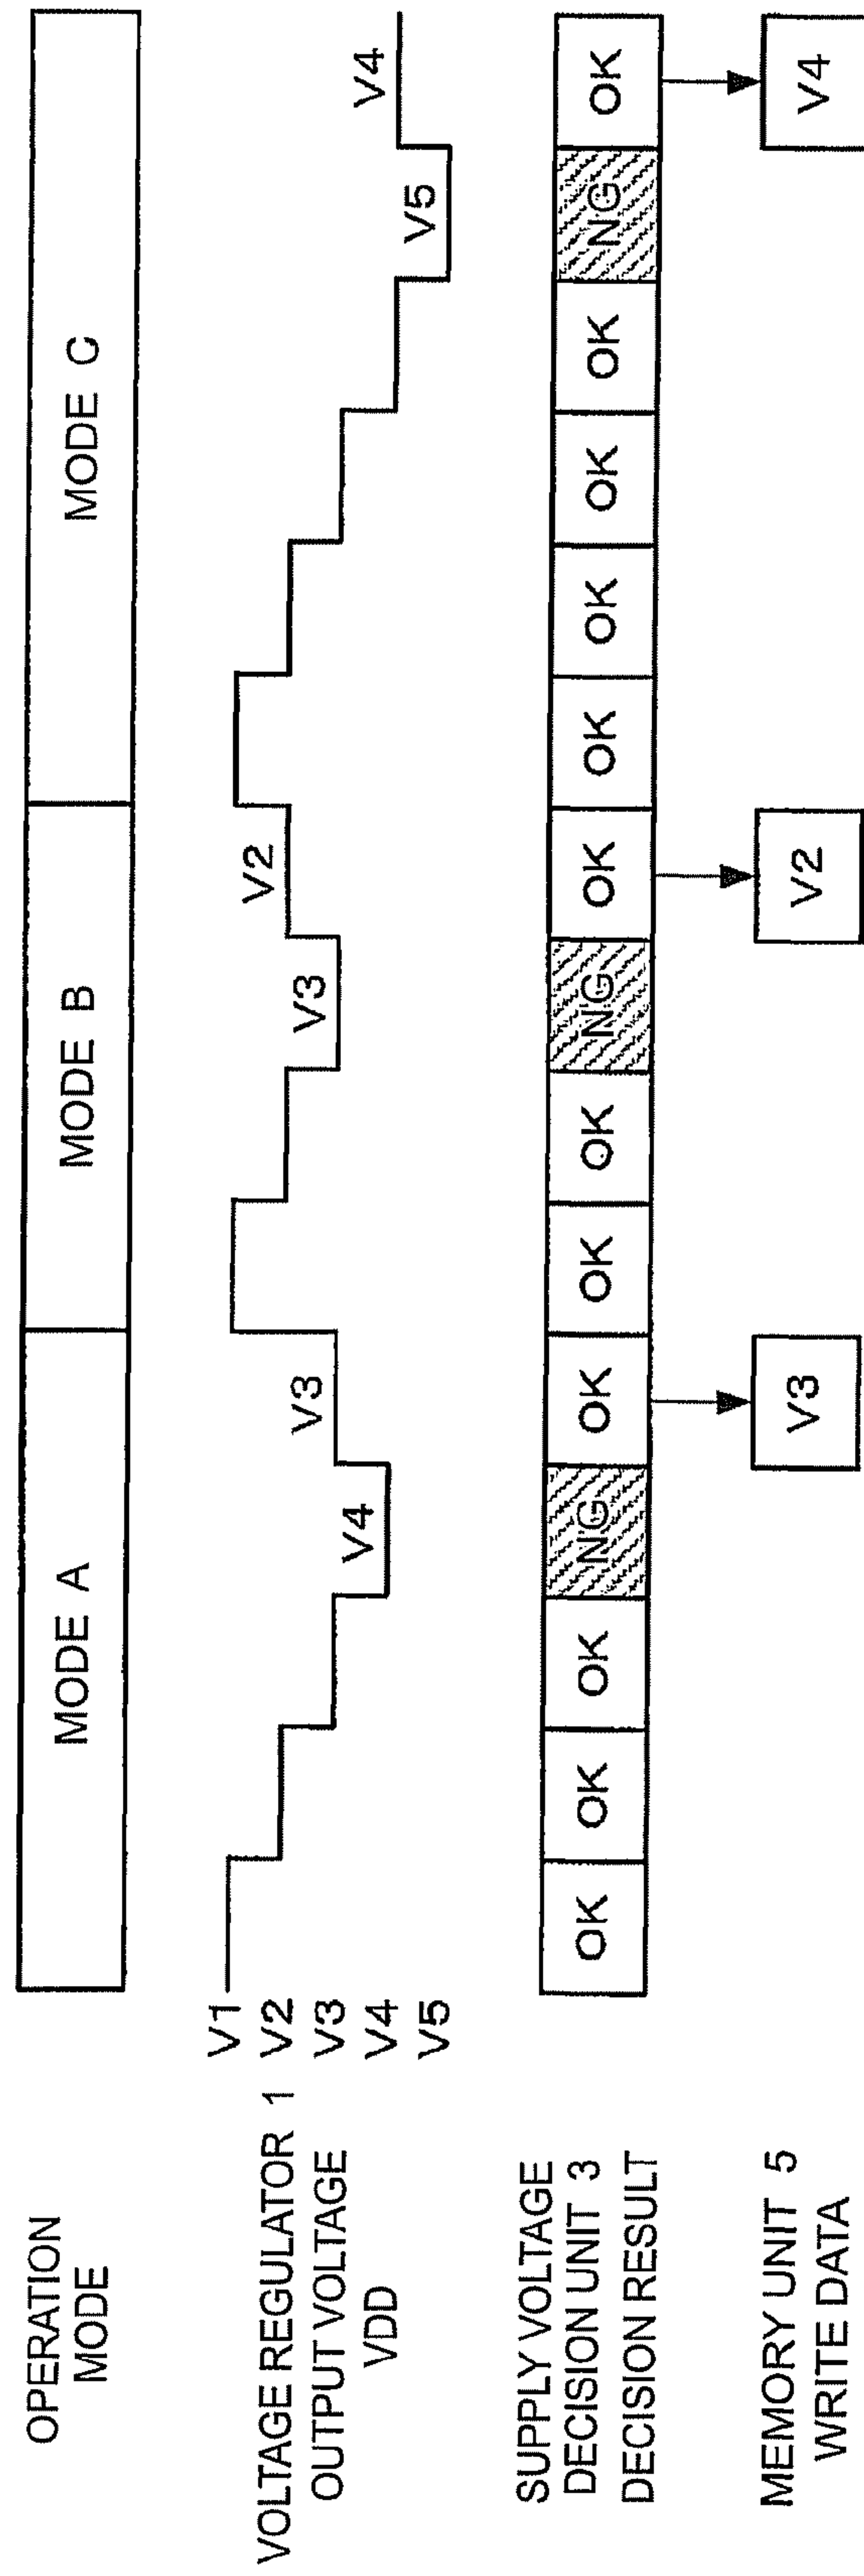 OPERATION
MODE
MODE A
MODE B
MODE C
VOLTAGE REGULATOR 1
OUTPUT VOLTAGE
VDD
V1
V2
V3
V4
V5
V4
V3
V3
V2
V5
V4
SUPPLY VOLTAGE
DECISION UNIT 3
DECISION RESULT
OK
OK
OK
NG
OK
OK
OK
NG
OK
OK
OK
OK
OK
NG
OK
MEMORY UNIT 5
WRITE DATA
V3
V2
V4